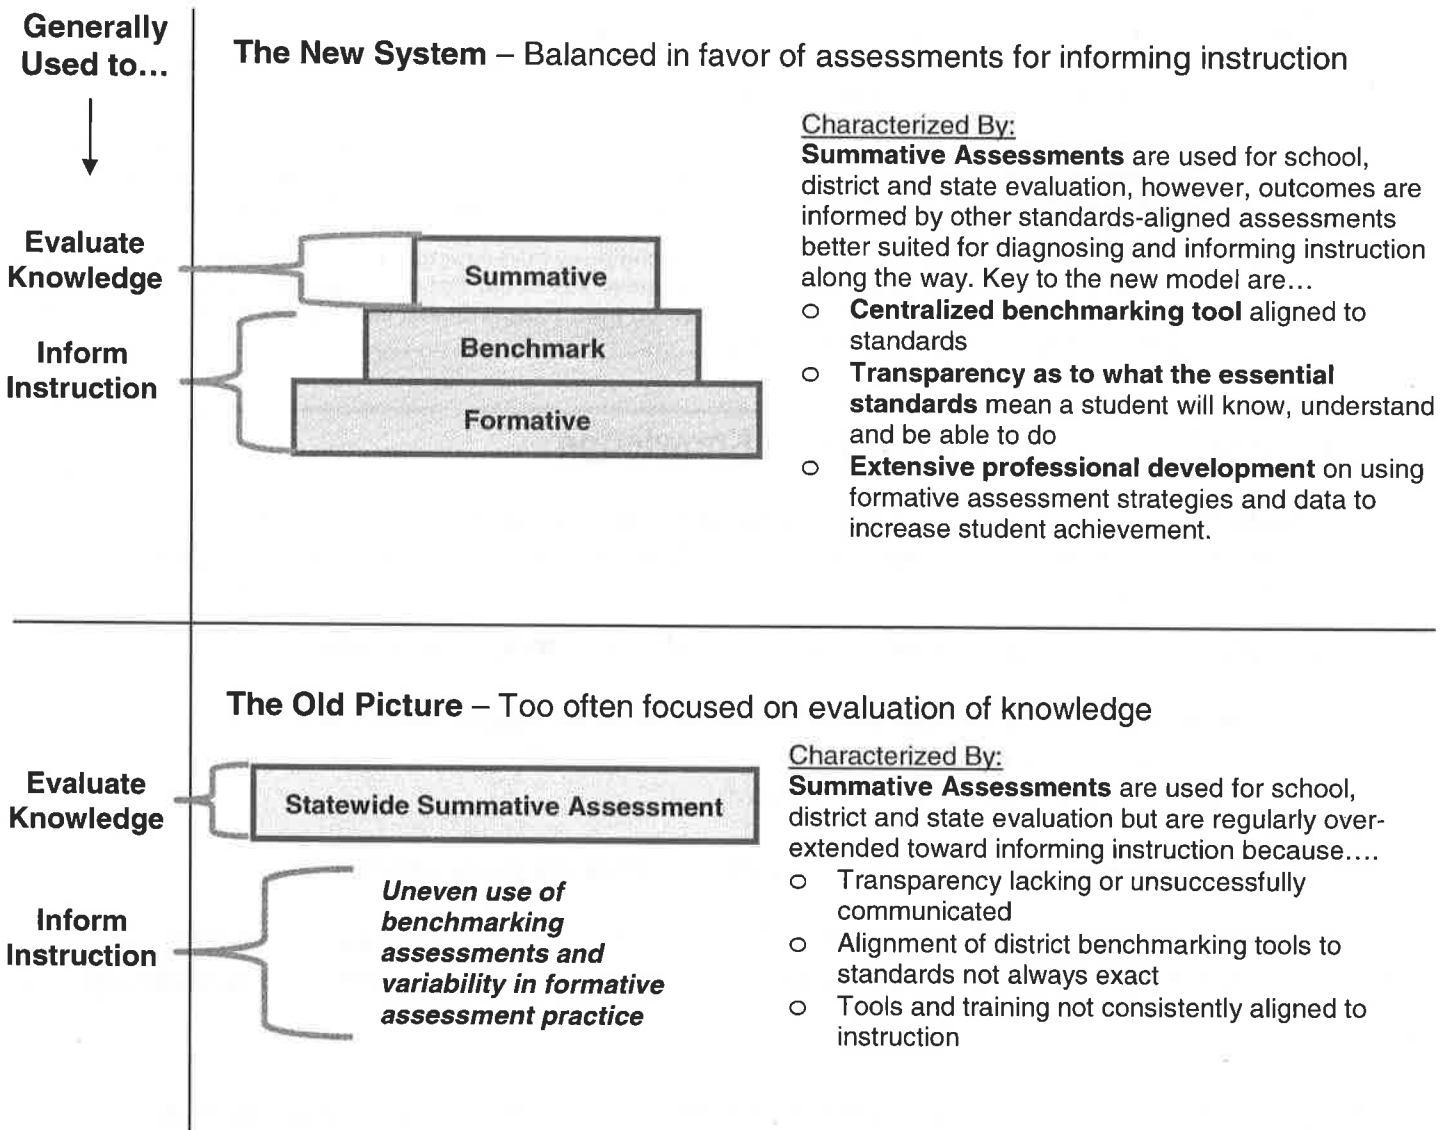 Generally
Used to...
The New System – Balanced in favor of assessments for informing instruction
Evaluate
Knowledge
Inform
Instruction
Summative
Benchmark
Formative
Characterized By:
Summative Assessments are used for school,
district and state evaluation, however, outcomes are
informed by other standards-aligned assessments
better suited for diagnosing and informing instruction
along the way. Key to the new model are...
o Centralized benchmarking tool aligned to
standards
o Transparency as to what the essential
standards mean a student will know, understand
and be able to do
o Extensive professional development on using
formative assessment strategies and data to
increase student achievement.
The Old Picture – Too often focused on evaluation of knowledge
Evaluate
Knowledge
Inform
Instruction
Statewide Summative Assessment
Uneven use of
benchmarking
assessments and
variability in formative
assessment practice
Characterized By:
Summative Assessments are used for school,
district and state evaluation but are regularly over-
extended toward informing instruction because....
o Transparency lacking or unsuccessfully
communicated
o Alignment of district benchmarking tools to
standards not always exact
o Tools and training not consistently aligned to
instruction